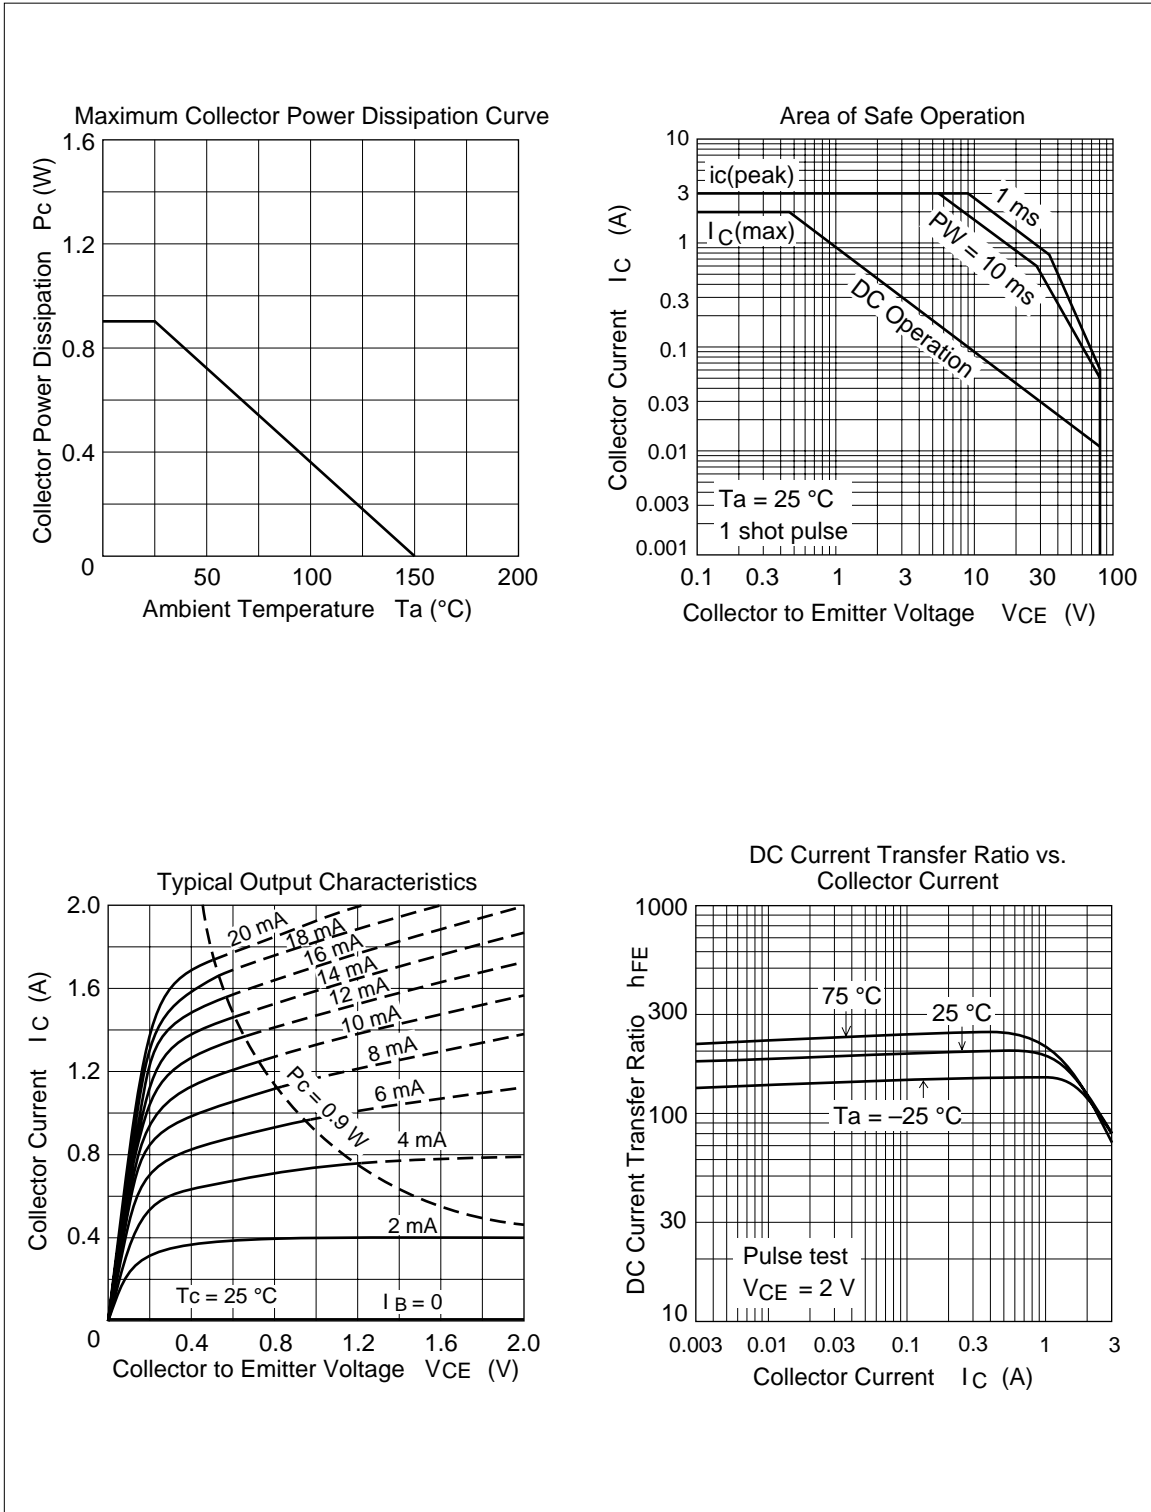 Maximum Collector Power Dissipation Curve
Collector Power Dissipation Pc (W)
1.6
1.2
0.8
0.4
0
50 100 150 200
Ambient Temperature Ta (°C)
Area of Safe Operation
Collector Current I C (A)
10
3
1
0.3
0.1
0.03
0.01
0.003
0.001
ic(peak)
I C(max)
1 ms
PW = 10 ms
DC Operation
Ta = 25 °C
1 shot pulse
0.1 0.3 1 3 10 30 100
Collector to Emitter Voltage VCE (V)
Typical Output Characteristics
Collector Current I C (A)
2.0
1.6
1.2
0.8
0.4
0
20 mA
18 mA
16 mA
14 mA
12 mA
10 mA
8 mA
6 mA
4 mA
2 mA
Pc = 0.9 W
Tc = 25 °C
I B = 0
0.4 0.8 1.2 1.6 2.0
Collector to Emitter Voltage VCE (V)
DC Current Transfer Ratio vs.
Collector Current
DC Current Transfer Ratio hFE
1000
300
100
30
10
75 °C
25 °C
Ta = –25 °C
Pulse test
VCE = 2 V
0.003 0.01 0.03 0.1 0.3 1 3
Collector Current I C (A)